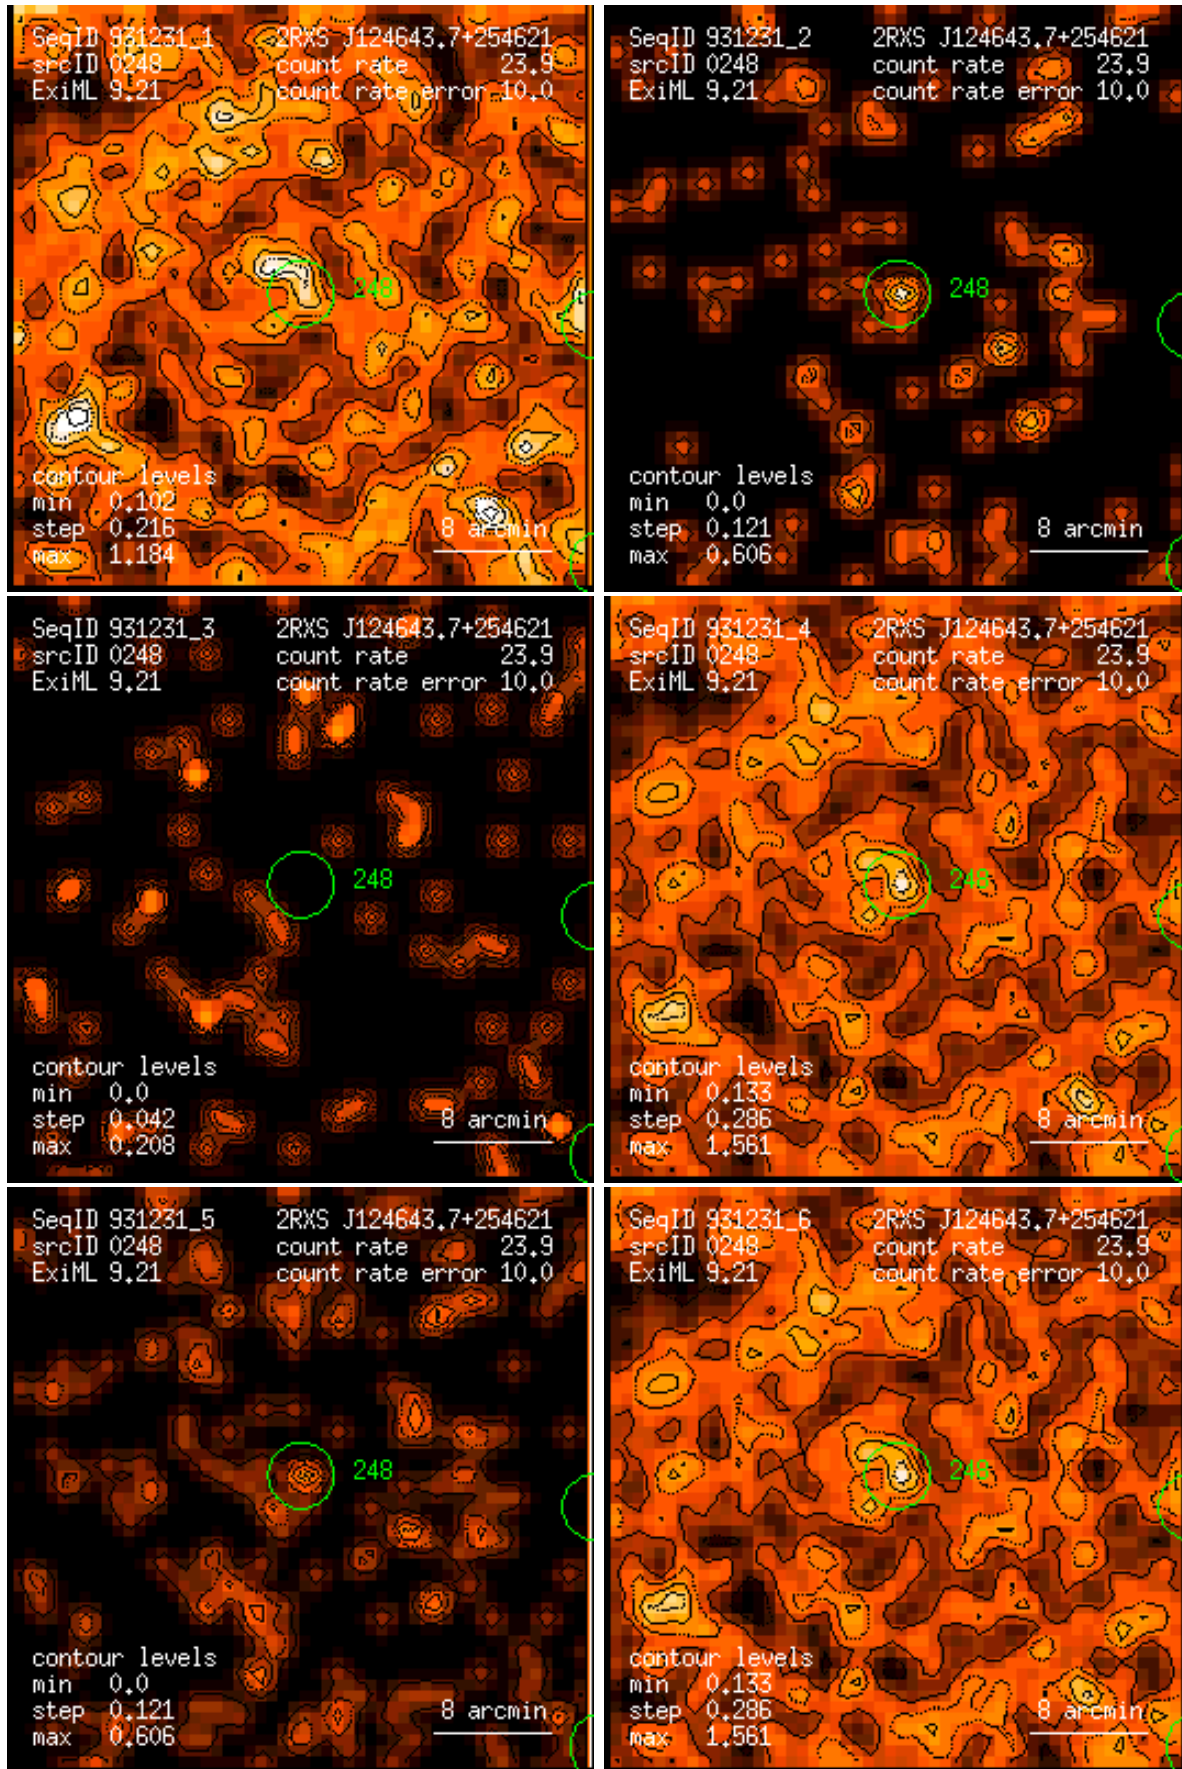 SeqID 931231_1 2RXS J124643.7+254621
srcID 0248 count rate 23.9
ExiML 9.21 count rate error 10.0
248
contour levels
min 0.102
step 0.216 8 arcmin
max 1.184
SeqID 931231_2 2RXS J124643.7+254621
srcID 0248 count rate 23.9
ExiML 9.21 count rate error 10.0
248
contour levels
min 0.0
step 0.121 8 arcmin
max 0.606
SeqID 931231_3 2RXS J124643.7+254621
srcID 0248 count rate 23.9
ExiML 9.21 count rate error 10.0
248
contour levels
min 0.0
step 0.042 8 arcmin
max 0.208
SeqID 931231_4 2RXS J124643.7+254621
srcID 0248 count rate 23.9
ExiML 9.21 count rate error 10.0
248
contour levels
min 0.133
step 0.286 8 arcmin
max 1.561
SeqID 931231_5 2RXS J124643.7+254621
srcID 0248 count rate 23.9
ExiML 9.21 count rate error 10.0
248
contour levels
min 0.0
step 0.121 8 arcmin
max 0.606
SeqID 931231_6 2RXS J124643.7+254621
srcID 0248 count rate 23.9
ExiML 9.21 count rate error 10.0
248
contour levels
min 0.133
step 0.286 8 arcmin
max 1.561